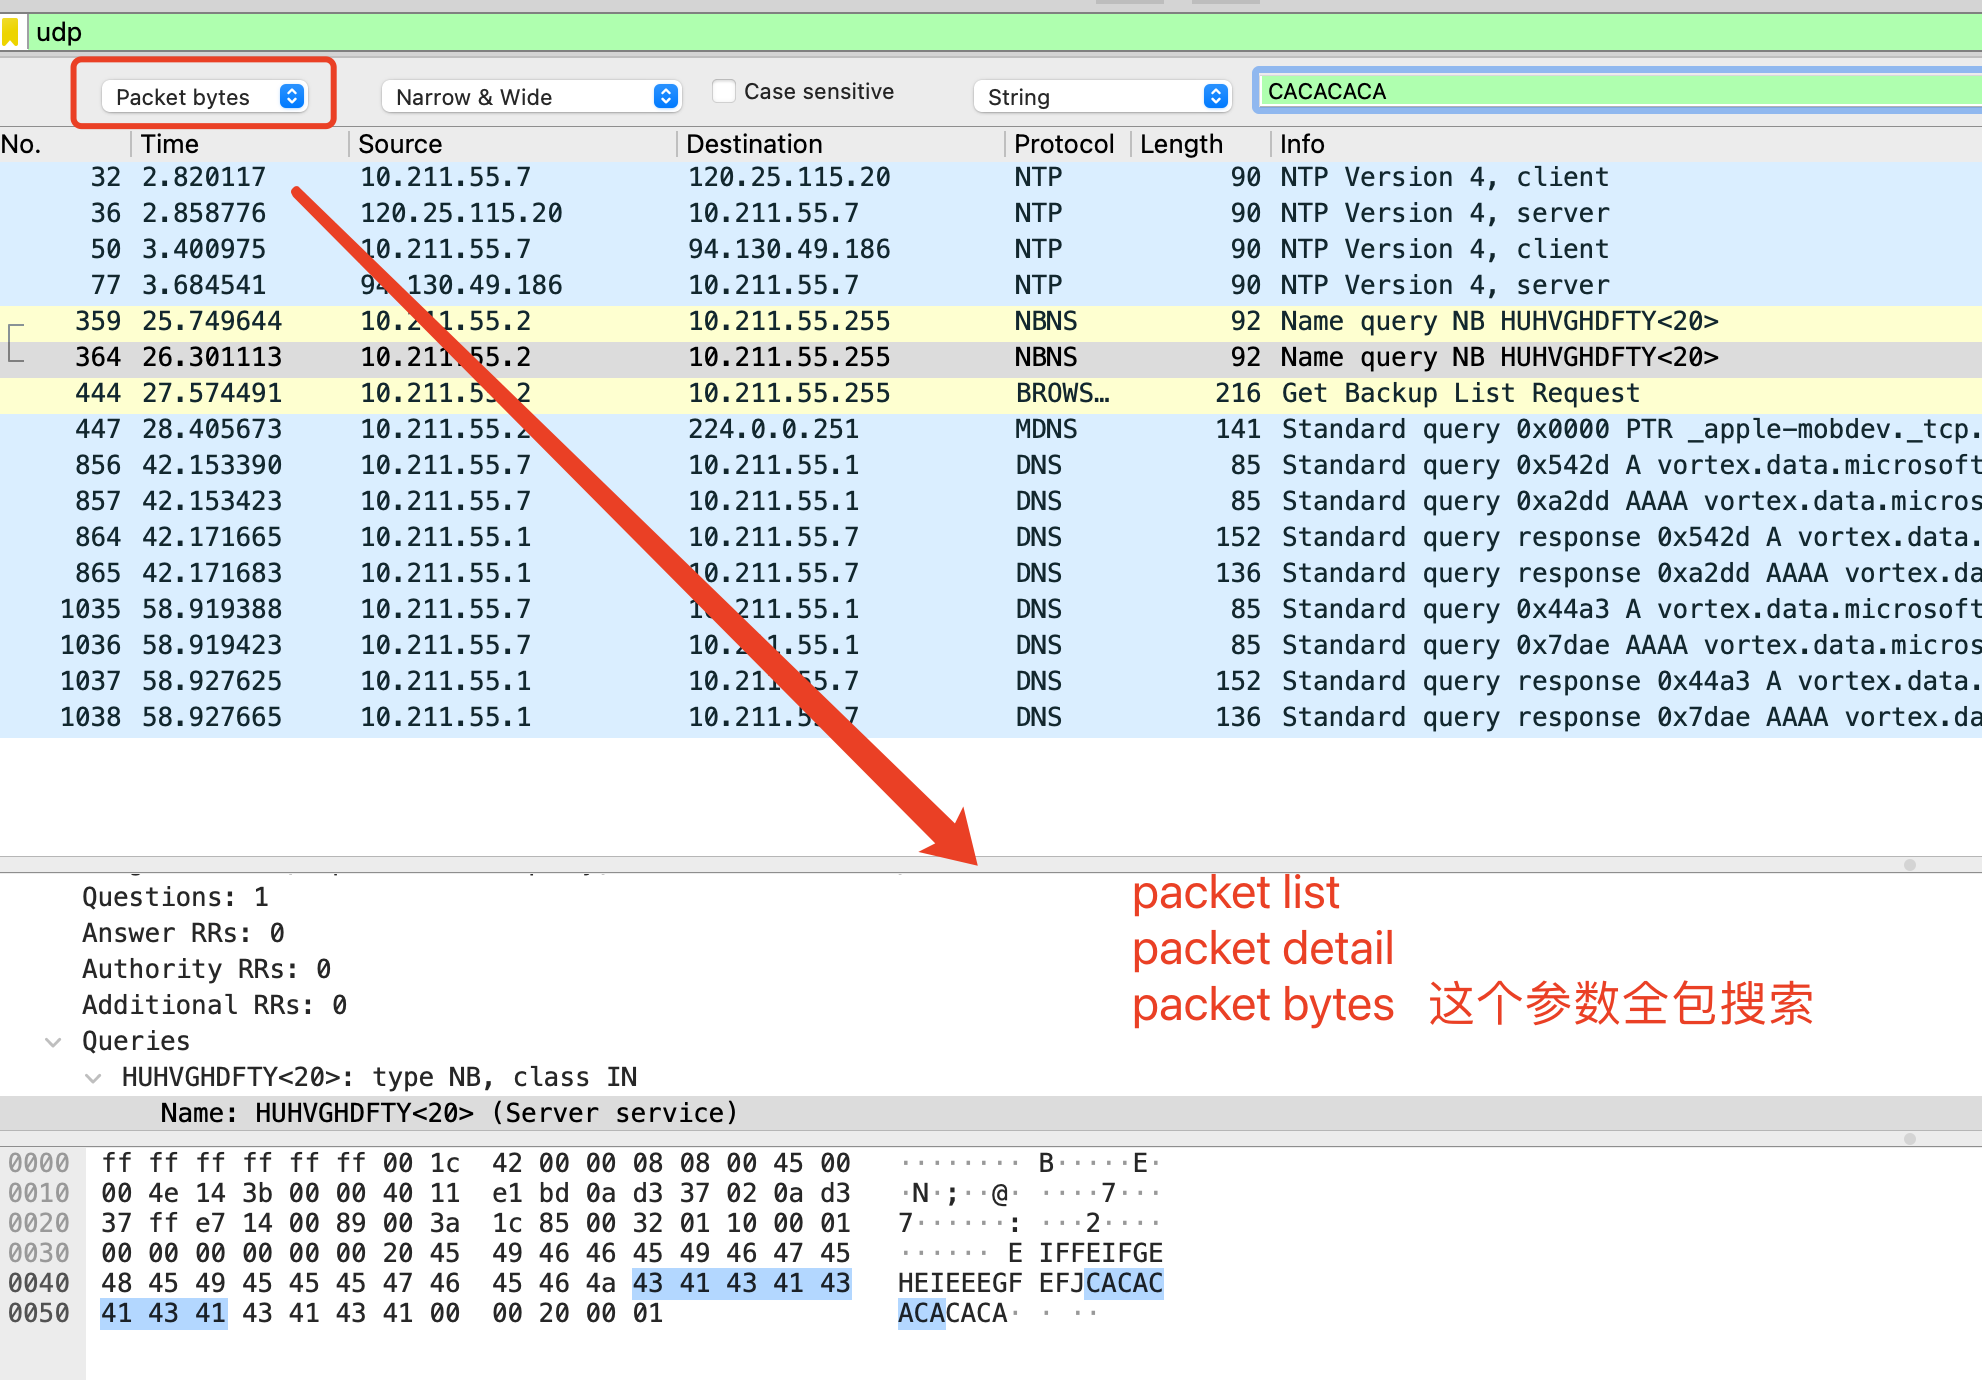 udp
Packet bytes Narrow & Wide Case sensitive String CACACACA
No. Time Source Destination Protocol Length Info
32 2.820117 10.211.55.7 120.25.115.20 NTP 90 NTP Version 4, client
36 2.858776 120.25.115.20 10.211.55.7 NTP 90 NTP Version 4, server
50 3.400975 10.211.55.7 94.130.49.186 NTP 90 NTP Version 4, client
77 3.684541 94.130.49.186 10.211.55.7 NTP 90 NTP Version 4, server
359 25.749644 10.211.55.2 10.211.55.255 NBNS 92 Name query NB HUHVGHDFTY<20>
364 26.301113 10.211.55.2 10.211.55.255 NBNS 92 Name query NB HUHVGHDFTY<20>
444 27.574491 10.211.55.2 10.211.55.255 BROWS… 216 Get Backup List Request
447 28.405673 10.211.55.2 224.0.0.251 MDNS 141 Standard query 0x0000 PTR _apple-mobdev._tcp.
856 42.153390 10.211.55.7 10.211.55.1 DNS 85 Standard query 0x542d A vortex.data.microsoft
857 42.153423 10.211.55.7 10.211.55.1 DNS 85 Standard query 0xa2dd AAAA vortex.data.micros
864 42.171665 10.211.55.1 10.211.55.7 DNS 152 Standard query response 0x542d A vortex.data.
865 42.171683 10.211.55.1 10.211.55.7 DNS 136 Standard query response 0xa2dd AAAA vortex.da
1035 58.919388 10.211.55.7 10.211.55.1 DNS 85 Standard query 0x44a3 A vortex.data.microsoft
1036 58.919423 10.211.55.7 10.211.55.1 DNS 85 Standard query 0x7dae AAAA vortex.data.micros
1037 58.927625 10.211.55.1 10.211.55.7 DNS 152 Standard query response 0x44a3 A vortex.data.
1038 58.927665 10.211.55.1 10.211.55.7 DNS 136 Standard query response 0x7dae AAAA vortex.da
packet list
packet detail
packet bytes 这个参数全包搜索
Questions: 1
Answer RRs: 0
Authority RRs: 0
Additional RRs: 0
Queries
HUHVGHDFTY<20>: type NB, class IN
Name: HUHVGHDFTY<20> (Server service)
0000 ff ff ff ff ff ff 00 1c 42 00 00 08 08 00 45 00 ········ B·····E·
0010 00 4e 14 3b 00 00 40 11 e1 bd 0a d3 37 02 0a d3 ·N·;··@· ····7···
0020 37 ff e7 14 00 89 00 3a 1c 85 00 32 01 10 00 01 7······: ···2····
0030 00 00 00 00 00 00 20 45 49 46 46 45 49 46 47 45 ······ E IFFEIFGE
0040 48 45 49 45 45 45 47 46 45 46 4a 43 41 43 41 43 HEIEEEGF EFJCACAC
0050 41 43 41 43 41 43 41 00 00 20 00 01 ACACACA· · ··